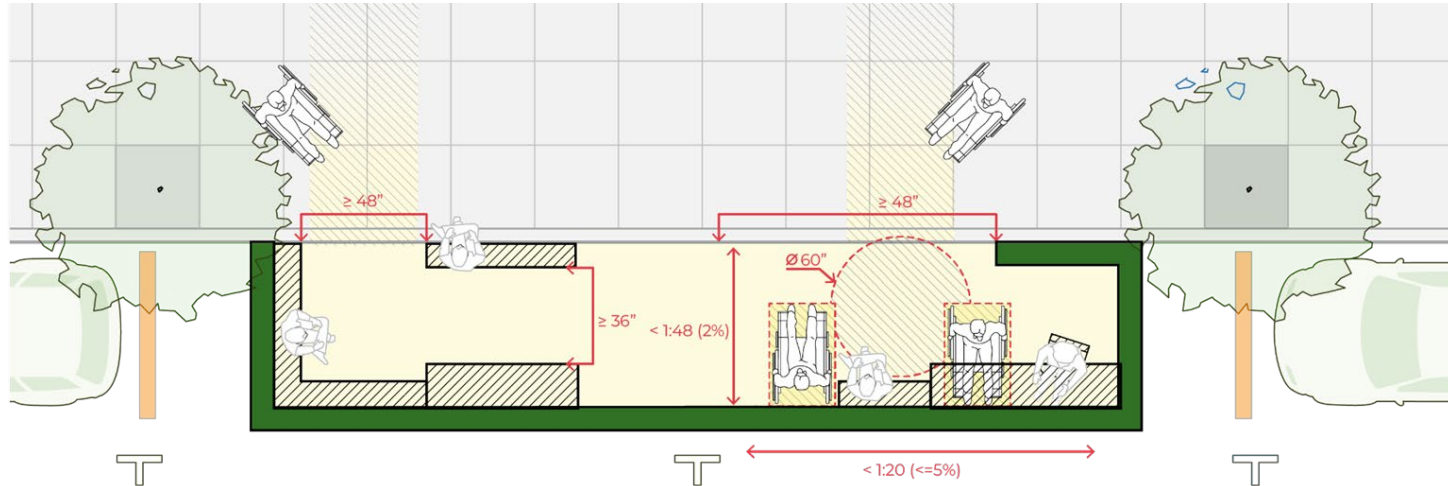 ≥ 48”
≥ 48”
Ø 60”
≥ 36”
< 1:48 (2%)
< 1:20 (<=5%)